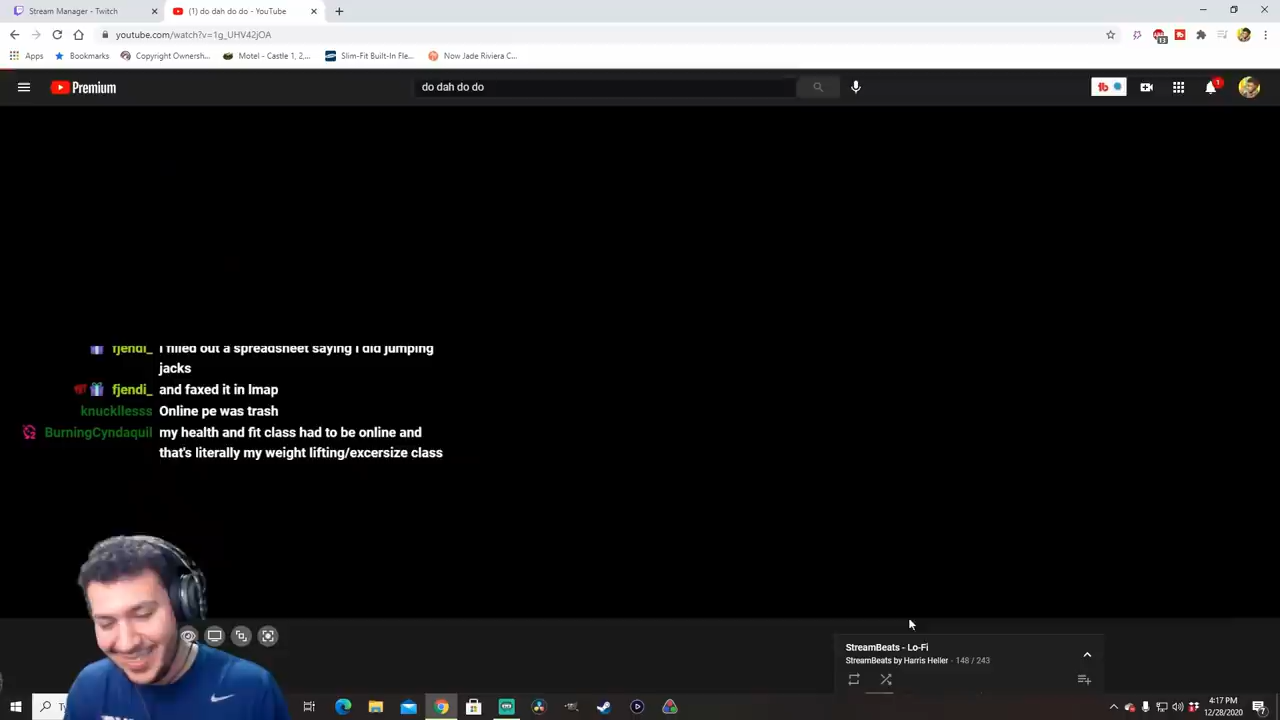 Stream Manager - Twitch
(1) do dah do do - YouTube
youtube.com/watch?v=1g_UHV42jOA
Apps
Bookmarks
Copyright Ownersh...
Motel - Castle 1, 2,...
Slim-Fit Built-In Fle...
Now Jade Riviera C...
Premium
do dah do do
1
fjendi_ I filled out a spreadsheet saying I did jumping
jacks
fjendi_ and faxed it in lmap
knuckllesss Online pe was trash
BurningCyndaquil my health and fit class had to be online and
that's literally my weight lifting/excersize class
StreamBeats - Lo-Fi
StreamBeats by Harris Heller - 148 / 243
4:17 PM
12/28/2020